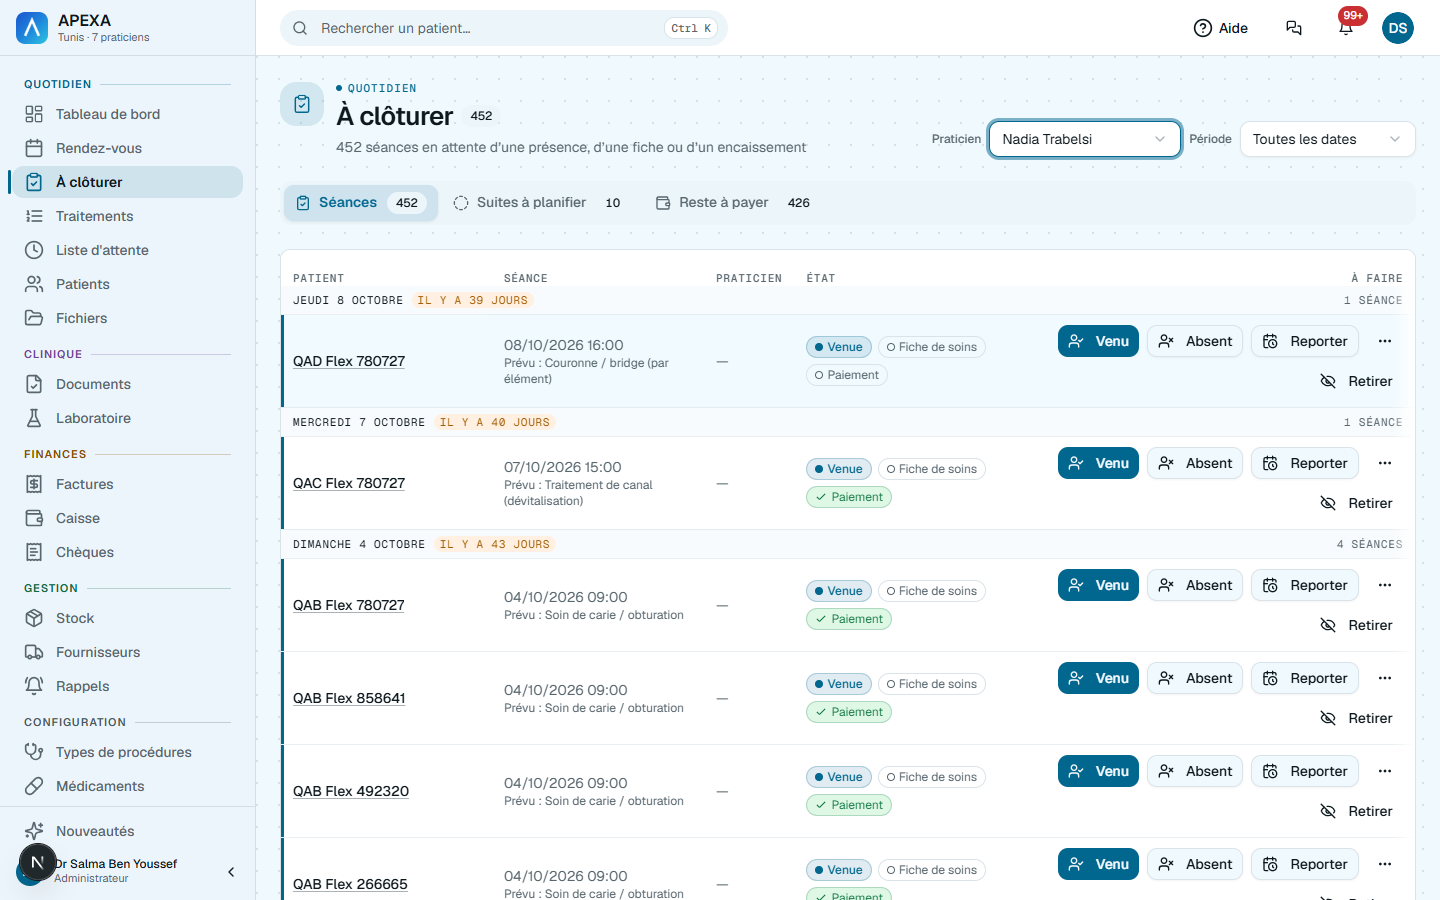 APEXA
Tunis · 7 praticiens
Rechercher un patient…
Ctrl K
Aide
99+
DS
QUOTIDIEN
Tableau de bord
Rendez-vous
À clôturer
Traitements
Liste d'attente
Patients
Fichiers
CLINIQUE
Documents
Laboratoire
FINANCES
Factures
Caisse
Chèques
GESTION
Stock
Fournisseurs
Rappels
CONFIGURATION
Types de procédures
Médicaments
Nouveautés
N
Dr Salma Ben Youssef
Administrateur
QUOTIDIEN
À clôturer 452
452 séances en attente d'une présence, d'une fiche ou d'un encaissement
Praticien Nadia Trabelsi Période Toutes les dates
Séances 452 Suites à planifier 10 Reste à payer 426
PATIENT SÉANCE PRATICIEN ÉTAT À FAIRE
JEUDI 8 OCTOBRE IL Y A 39 JOURS 1 SÉANCE
QAD Flex 780727
08/10/2026 16:00
Prévu : Couronne / bridge (par
élément)
—
Venue Fiche de soins
Paiement
Venu Absent Reporter
Retirer
MERCREDI 7 OCTOBRE IL Y A 40 JOURS 1 SÉANCE
QAC Flex 780727
07/10/2026 15:00
Prévu : Traitement de canal
(dévitalisation)
—
Venue Fiche de soins
Paiement
Venu Absent Reporter
Retirer
DIMANCHE 4 OCTOBRE IL Y A 43 JOURS 4 SÉANCES
QAB Flex 780727
04/10/2026 09:00
Prévu : Soin de carie / obturation
—
Venue Fiche de soins
Paiement
Venu Absent Reporter
Retirer
QAB Flex 858641
04/10/2026 09:00
Prévu : Soin de carie / obturation
—
Venue Fiche de soins
Paiement
Venu Absent Reporter
Retirer
QAB Flex 492320
04/10/2026 09:00
Prévu : Soin de carie / obturation
—
Venue Fiche de soins
Paiement
Venu Absent Reporter
Retirer
QAB Flex 266665
04/10/2026 09:00
Prévu : Soin de carie / obturation
—
Venue Fiche de soins
Paiement
Venu Absent Reporter